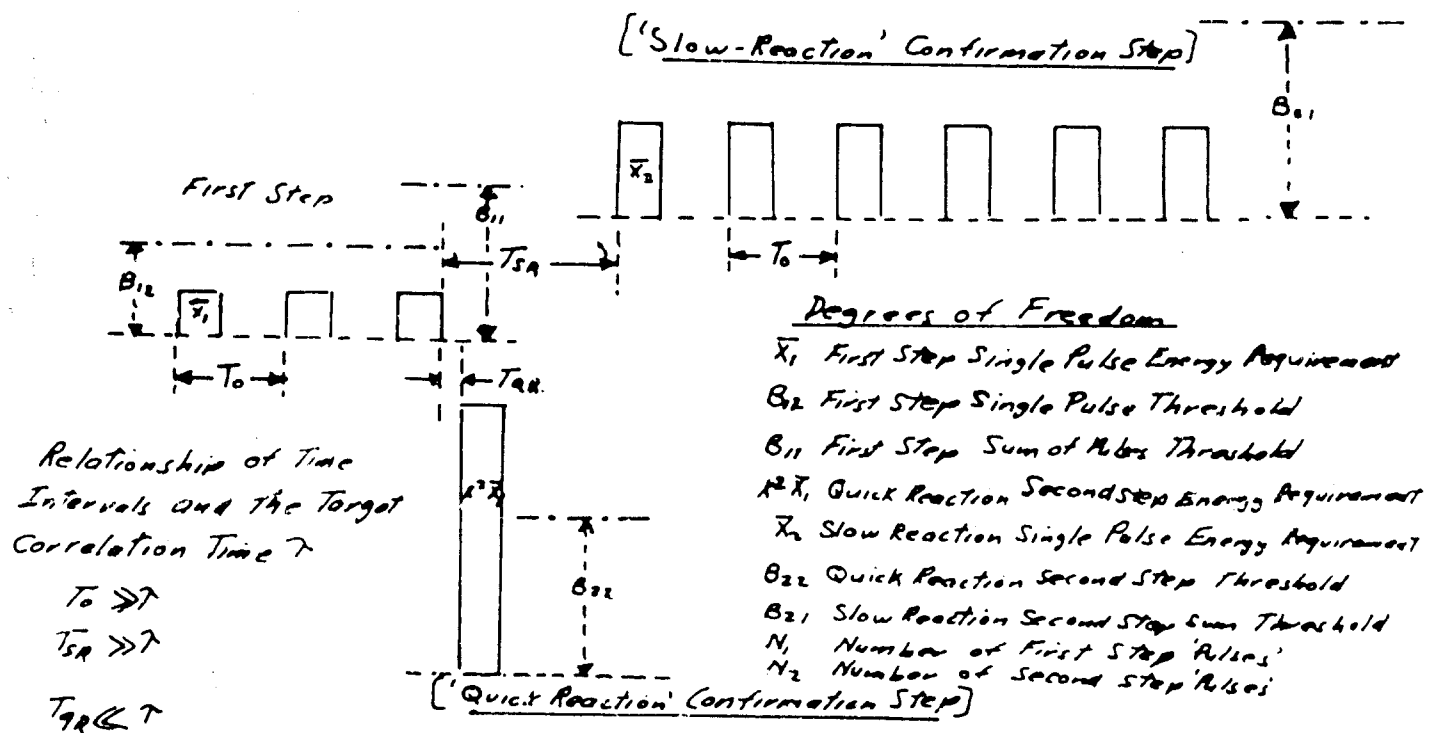 ['Slow-Reaction' Confirmation Step]
B₂₁
X̄₂
First Step
B₁₁
T_SR
T₀
B₁₂
X̄₁
T₀
T_QR.
Degrees of Freedom
X̄₁ First Step Single Pulse Energy Requirement
B₁₂ First Step Single Pulse Threshold
B₁₁ First Step Sum of Pulses Threshold
k²X̄₁ Quick Reaction Second Step Energy Requirement
X̄₂ Slow Reaction Single Pulse Energy Requirement
B₂₂ Quick Reaction Second Step Threshold
B₂₁ Slow Reaction Second Step Sum Threshold
N₁ Number of First Step 'Pulses'
N₂ Number of Second Step 'Pulses'
k²X̄₁
B₂₂
Relationship of Time
Intervals and the Target
Correlation Time τ
T₀ ≫ τ
T_SR ≫ τ
T_QR ≪ τ
['Quick Reaction' Confirmation Step]